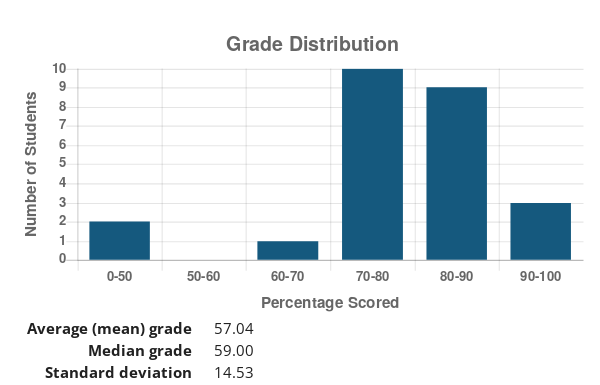 Grade Distribution
Number of Students
10
9
8
7
6
5
4
3
2
1
0
0-50 50-60 60-70 70-80 80-90 90-100
Percentage Scored
Average (mean) grade 57.04
Median grade 59.00
Standard deviation 14.53